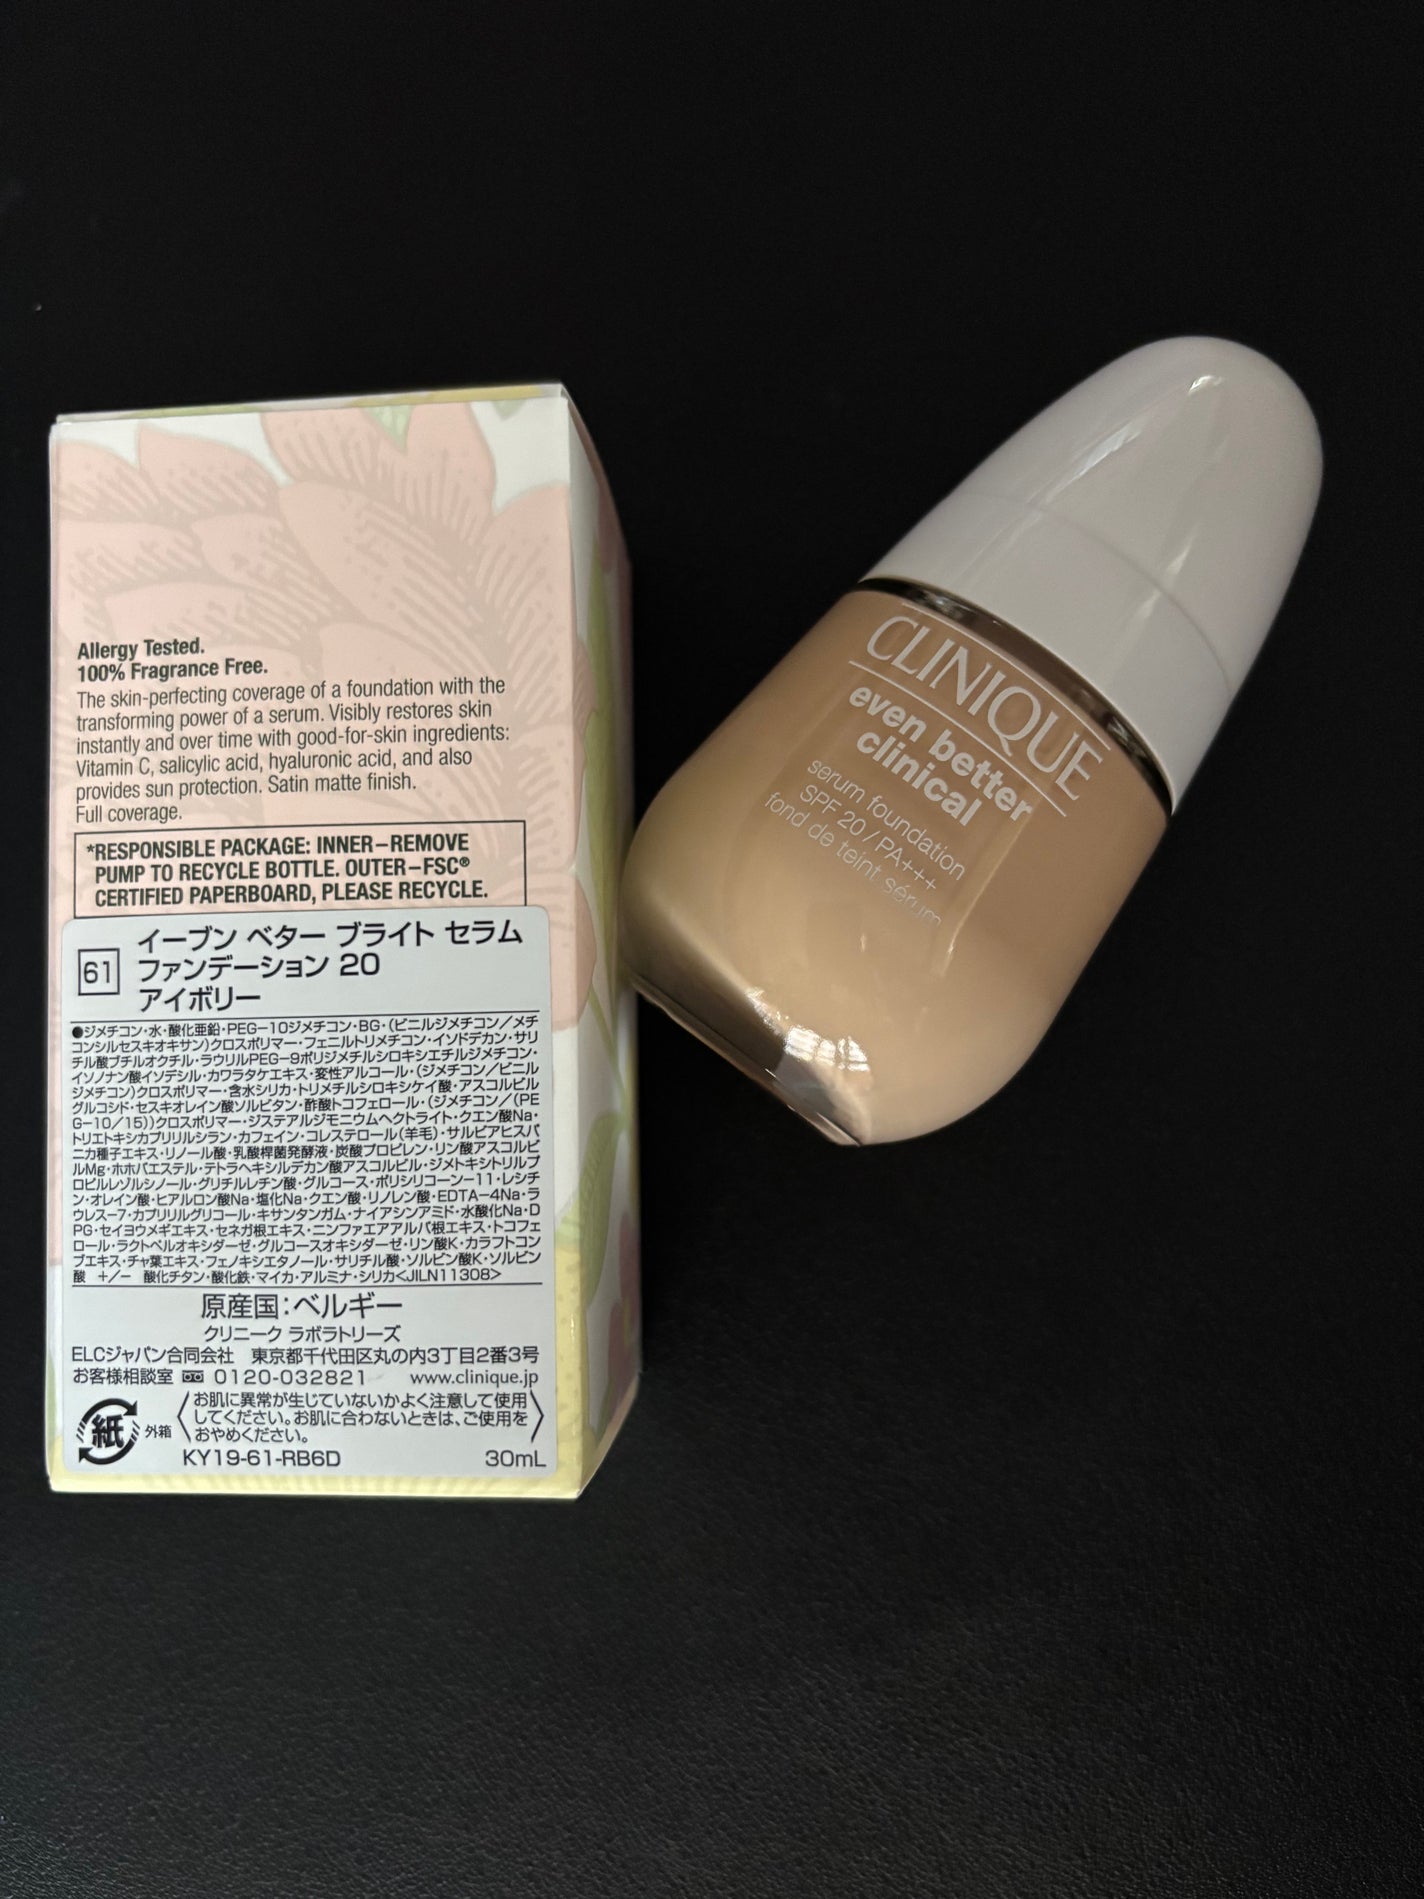 Allergy Tested.
100% Fragrance Free.
The skin-perfecting coverage of a foundation with the
transforming power of a serum. Visibly restores skin
instantly and over time with good-for-skin ingredients:
Vitamin C, salicylic acid, hyaluronic acid, and also
provides sun protection. Satin matte finish.
Full coverage.
*RESPONSIBLE PACKAGE: INNER–REMOVE
PUMP TO RECYCLE BOTTLE. OUTER–FSC®
CERTIFIED PAPERBOARD, PLEASE RECYCLE.
61
イーブン ベター ブライト セラム
ファンデーション 20
アイボリー
●ジメチコン・水・酸化亜鉛・PEG−10ジメチコン・BG・(ビニルジメチコン/メチ
コンシルセスキオキサン)クロスポリマー・フェニルトリメチコン・イソドデカン・サリ
チル酸ブチルオクチル・ラウリルPEG−9ポリジメチルシロキシエチルジメチコン・
イソノナン酸イソデシル・カワラタケエキス・変性アルコール・(ジメチコン/ビニル
ジメチコン)クロスポリマー・含水シリカ・トリメチルシロキシケイ酸・アスコルビル
グルコシド・セスキオレイン酸ソルビタン・酢酸トコフェロール・(ジメチコン/(PE
G−10/15))クロスポリマー・ジステアルジモニウムヘクトライト・クエン酸Na・
トリエトキシカプリリルシラン・カフェイン・コレステロール(羊毛)・サルビアヒスパ
ニカ種子エキス・リノール酸・乳酸桿菌発酵液・炭酸プロピレン・リン酸アスコルビ
ルMg・ホホバエステル・テトラヘキシルデカン酸アスコルビル・ジメトキシトリルプ
ロピルレゾルシノール・グリチルレチン酸・グルコース・ポリシリコーン−11・レシチ
ン・オレイン酸・ヒアルロン酸Na・塩化Na・クエン酸・リノレン酸・EDTA−4Na・ラ
ウレス−7・カプリリルグリコール・キサンタンガム・ナイアシンアミド・水酸化Na・D
PG・セイヨウメギエキス・セネガ根エキス・ニンファエアアルバ根エキス・トコフェ
ロール・ラクトペルオキシダーゼ・グルコースオキシダーゼ・リン酸K・カラフトコン
ブエキス・チャ葉エキス・フェノキシエタノール・サリチル酸・ソルビン酸K・ソルビン
酸 +/− 酸化チタン・酸化鉄・マイカ・アルミナ・シリカ<JILN11308>
原産国:ベルギー
クリニーク ラボラトリーズ
ELCジャパン合同会社 東京都千代田区丸の内3丁目2番3号
お客様相談室 0120-032821 www.clinique.jp
紙 外箱
お肌に異常が生じていないかよく注意して使用
してください。お肌に合わないときは、ご使用を
おやめください。
KY19-61-RB6D 30mL
CLINIQUE
even better
clinical
serum foundation
SPF 20 / PA+++
fond de teint sérum